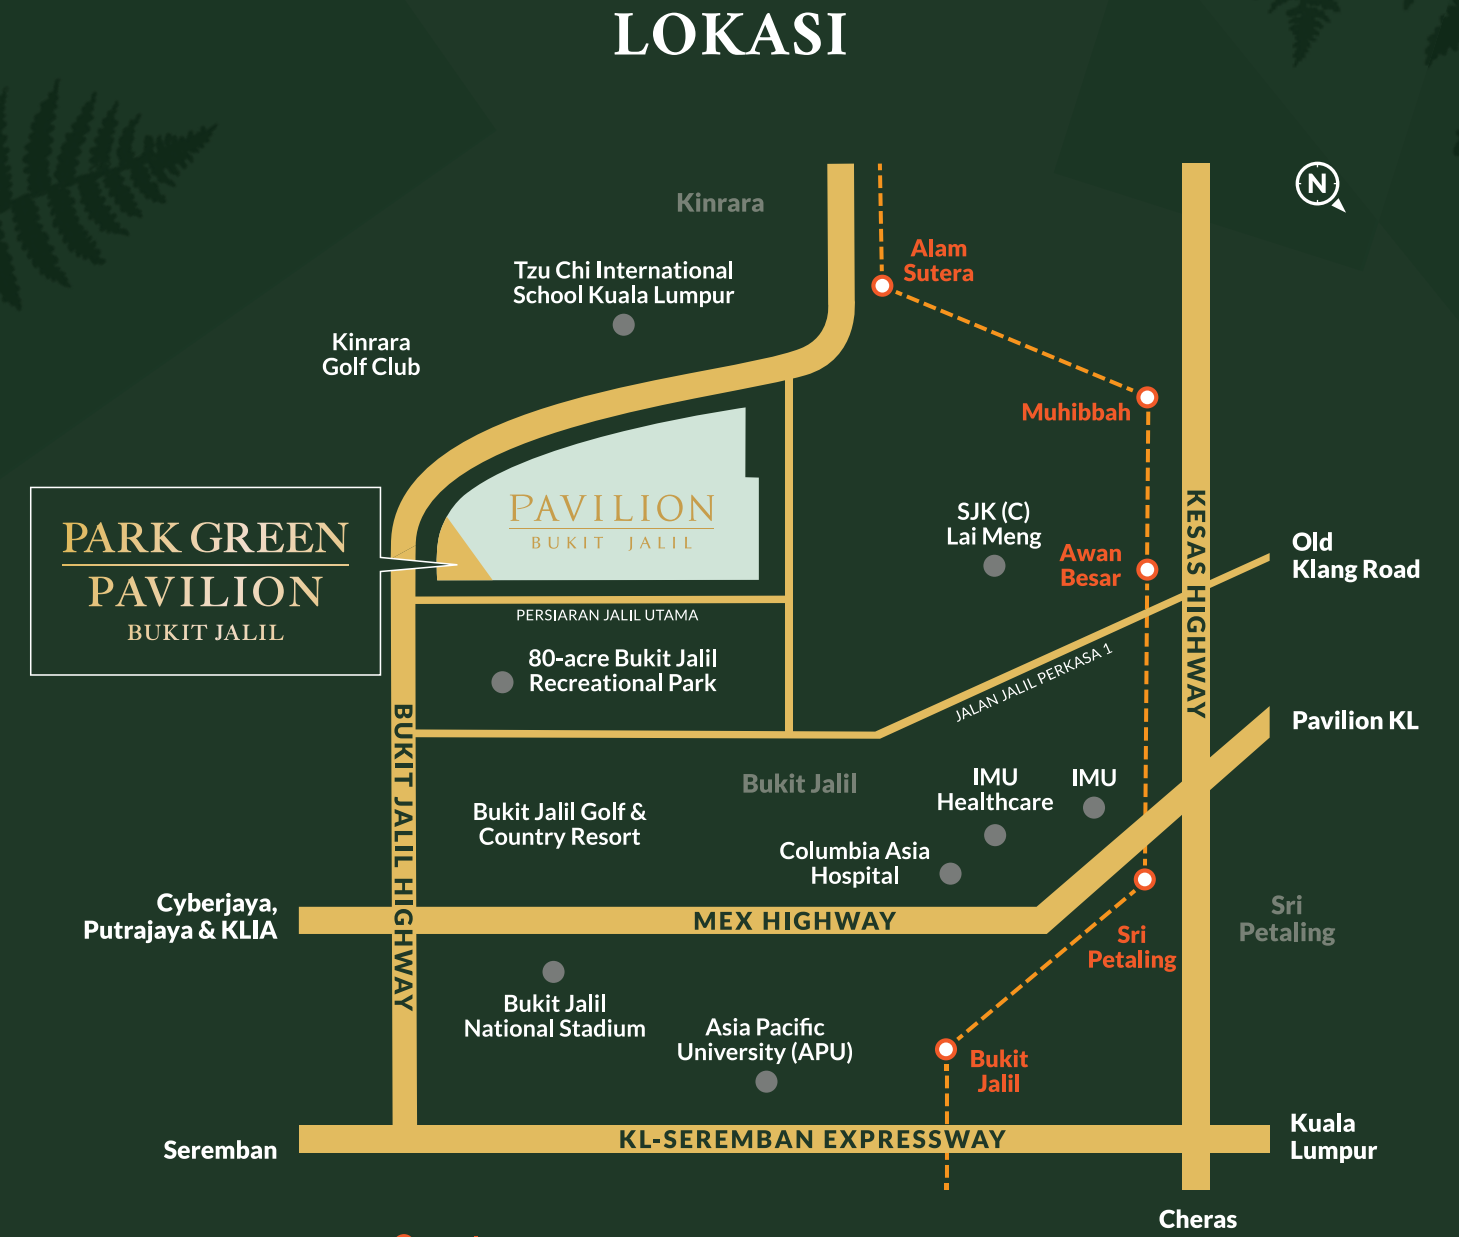 LOKASI
N
Kinrara
Alam
Sutera
Tzu Chi International
School Kuala Lumpur
Kinrara
Golf Club
Muhibbah
PAVILION
BUKIT JALIL
PARK GREEN
PAVILION
BUKIT JALIL
SJK (C)
Lai Meng
Awan
Besar
KESAS HIGHWAY
Old
Klang Road
PERSIARAN JALIL UTAMA
80-acre Bukit Jalil
Recreational Park
JALAN JALIL PERKASA 1
Pavilion KL
BUKIT JALIL HIGHWAY
Bukit Jalil
IMU
Healthcare
IMU
Bukit Jalil Golf &
Country Resort
Columbia Asia
Hospital
Cyberjaya,
Putrajaya & KLIA
MEX HIGHWAY
Sri
Petaling
Sri
Petaling
Bukit Jalil
National Stadium
Asia Pacific
University (APU)
Bukit
Jalil
Seremban
KL-SEREMBAN EXPRESSWAY
Kuala
Lumpur
Cheras